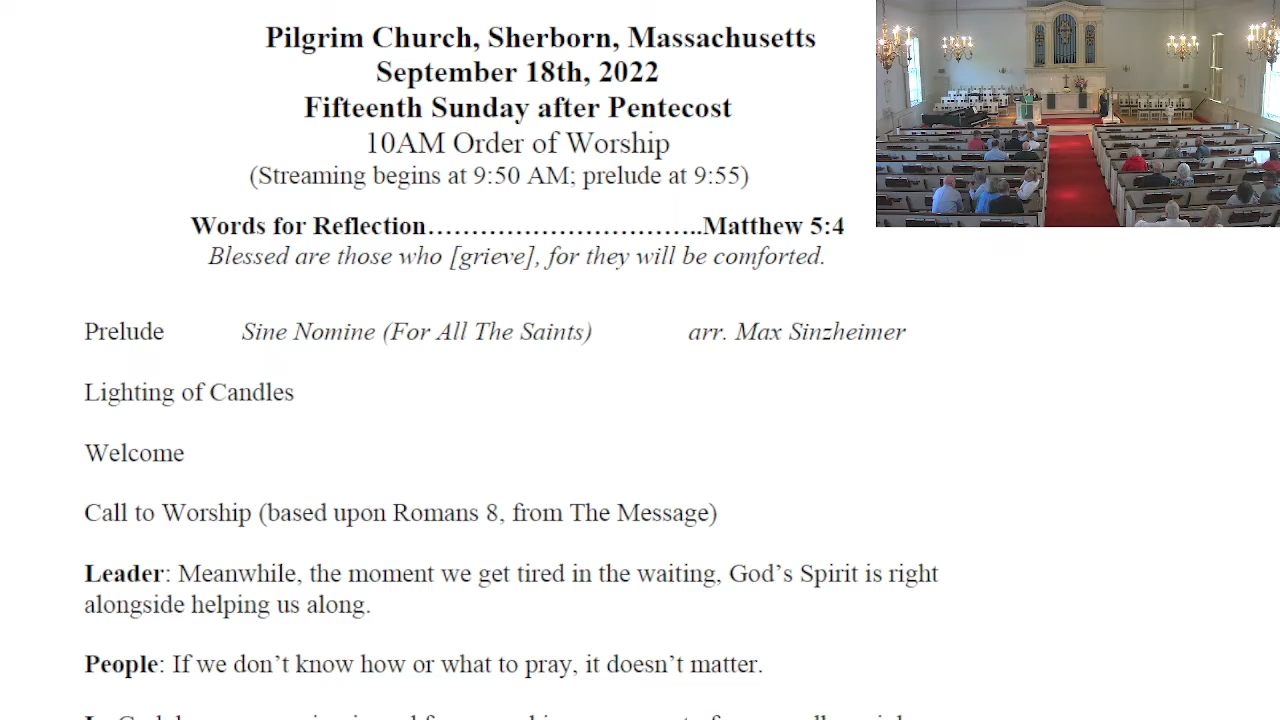 Pilgrim Church, Sherborn, Massachusetts
September 18th, 2022
Fifteenth Sunday after Pentecost
10AM Order of Worship
(Streaming begins at 9:50 AM; prelude at 9:55)
Words for Reflection…………………………..Matthew 5:4
Blessed are those who [grieve], for they will be comforted.
Prelude Sine Nomine (For All The Saints) arr. Max Sinzheimer
Lighting of Candles
Welcome
Call to Worship (based upon Romans 8, from The Message)
Leader: Meanwhile, the moment we get tired in the waiting, God’s Spirit is right
alongside helping us along.
People: If we don’t know how or what to pray, it doesn’t matter.